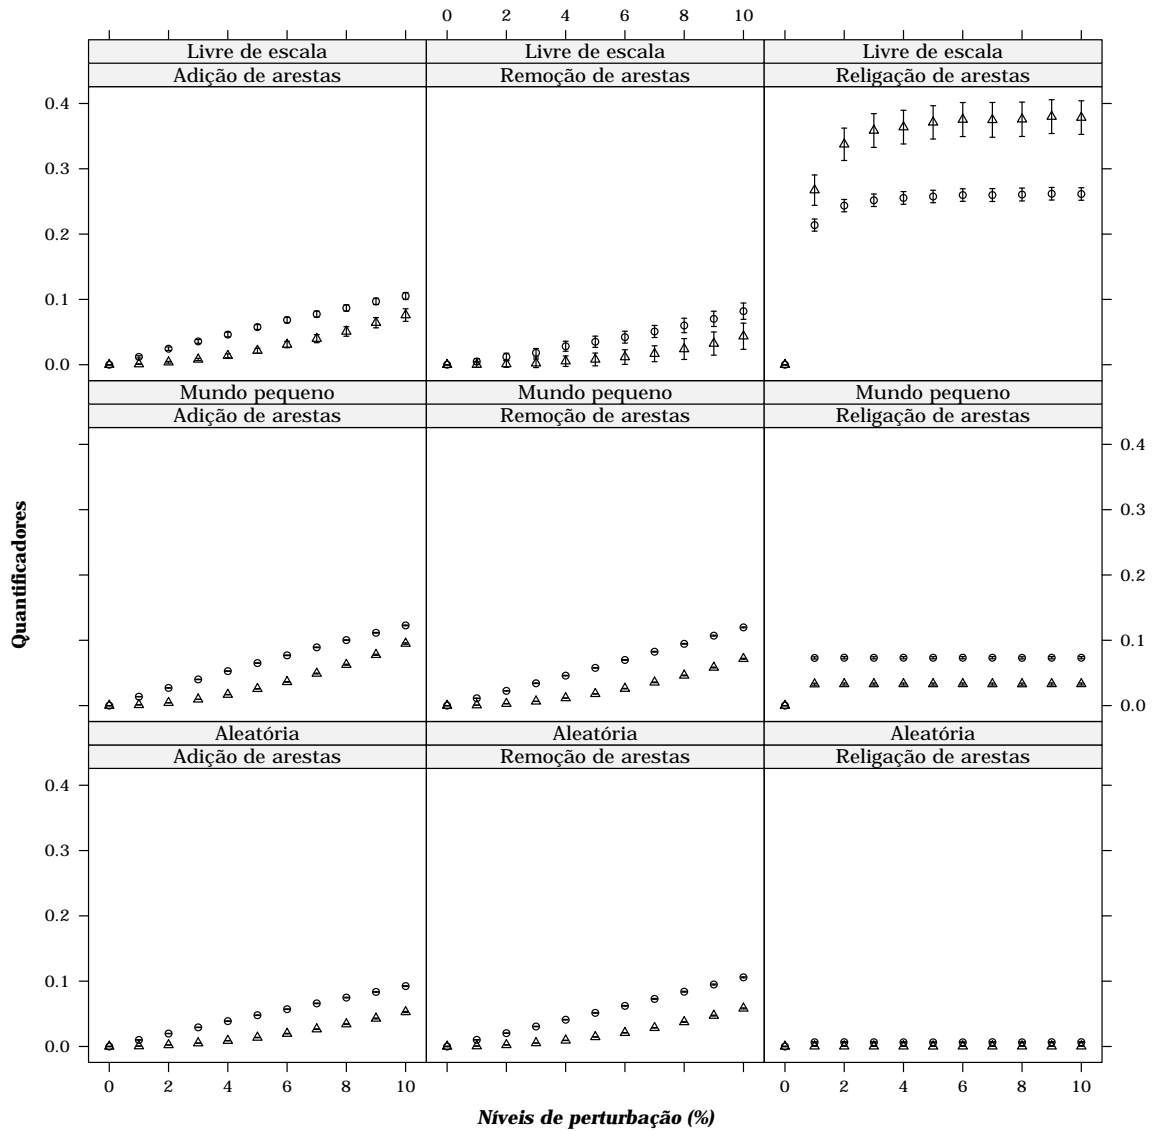 0 2 4 6 8 10
Livre de escala Livre de escala Livre de escala
Adição de arestas Remoção de arestas Religação de arestas
0.4
0.3
0.2
0.1
0.0
Mundo pequeno Mundo pequeno Mundo pequeno
Adição de arestas Remoção de arestas Religação de arestas
0.4
0.3
0.2
0.1
0.0
Quantificadores
Aleatória Aleatória Aleatória
Adição de arestas Remoção de arestas Religação de arestas
0.4
0.3
0.2
0.1
0.0
0 2 4 6 8 10 0 2 4 6 8 10
Níveis de perturbação (%)